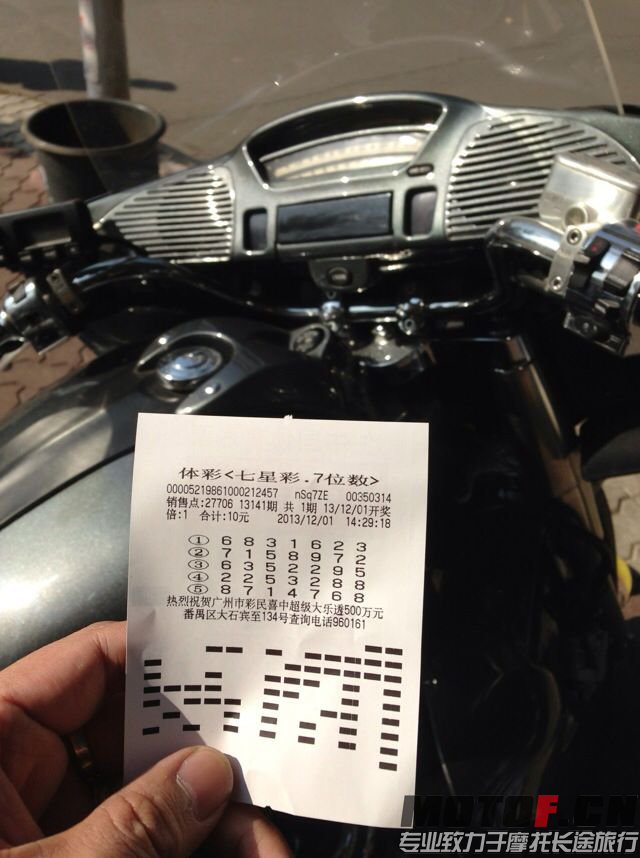 体彩<七星彩.7位数>
00005219861000212457 nSq7ZE 00350314
销售点:27706 13141期 共 1期 13/12/01开奖
倍:1 合计:10元 2013/12/01 14:29:18
① 6 8 3 1 6 2 3
② 7 1 5 8 9 7 2
③ 6 3 5 2 2 9 5
④ 2 2 5 3 2 8 8
⑤ 8 7 1 4 7 6 8
热烈祝贺广州市彩民喜中超级大乐透500万元
番禺区大石宾至134号查询电话960161
MOTOF.CN
专业致力于摩托长途旅行